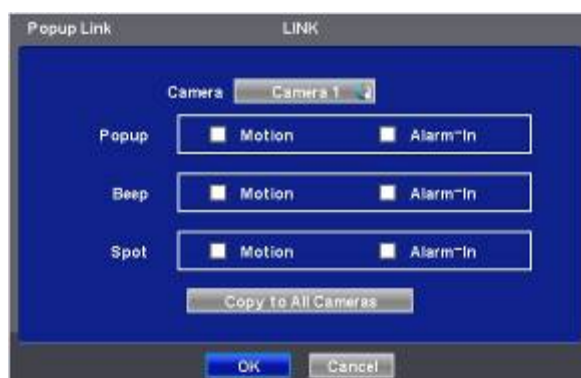 Popup Link LINK
Camera Camera 1
Popup Motion Alarm-In
Beep Motion Alarm-In
Spot Motion Alarm-In
Copy to All Cameras
OK Cancel